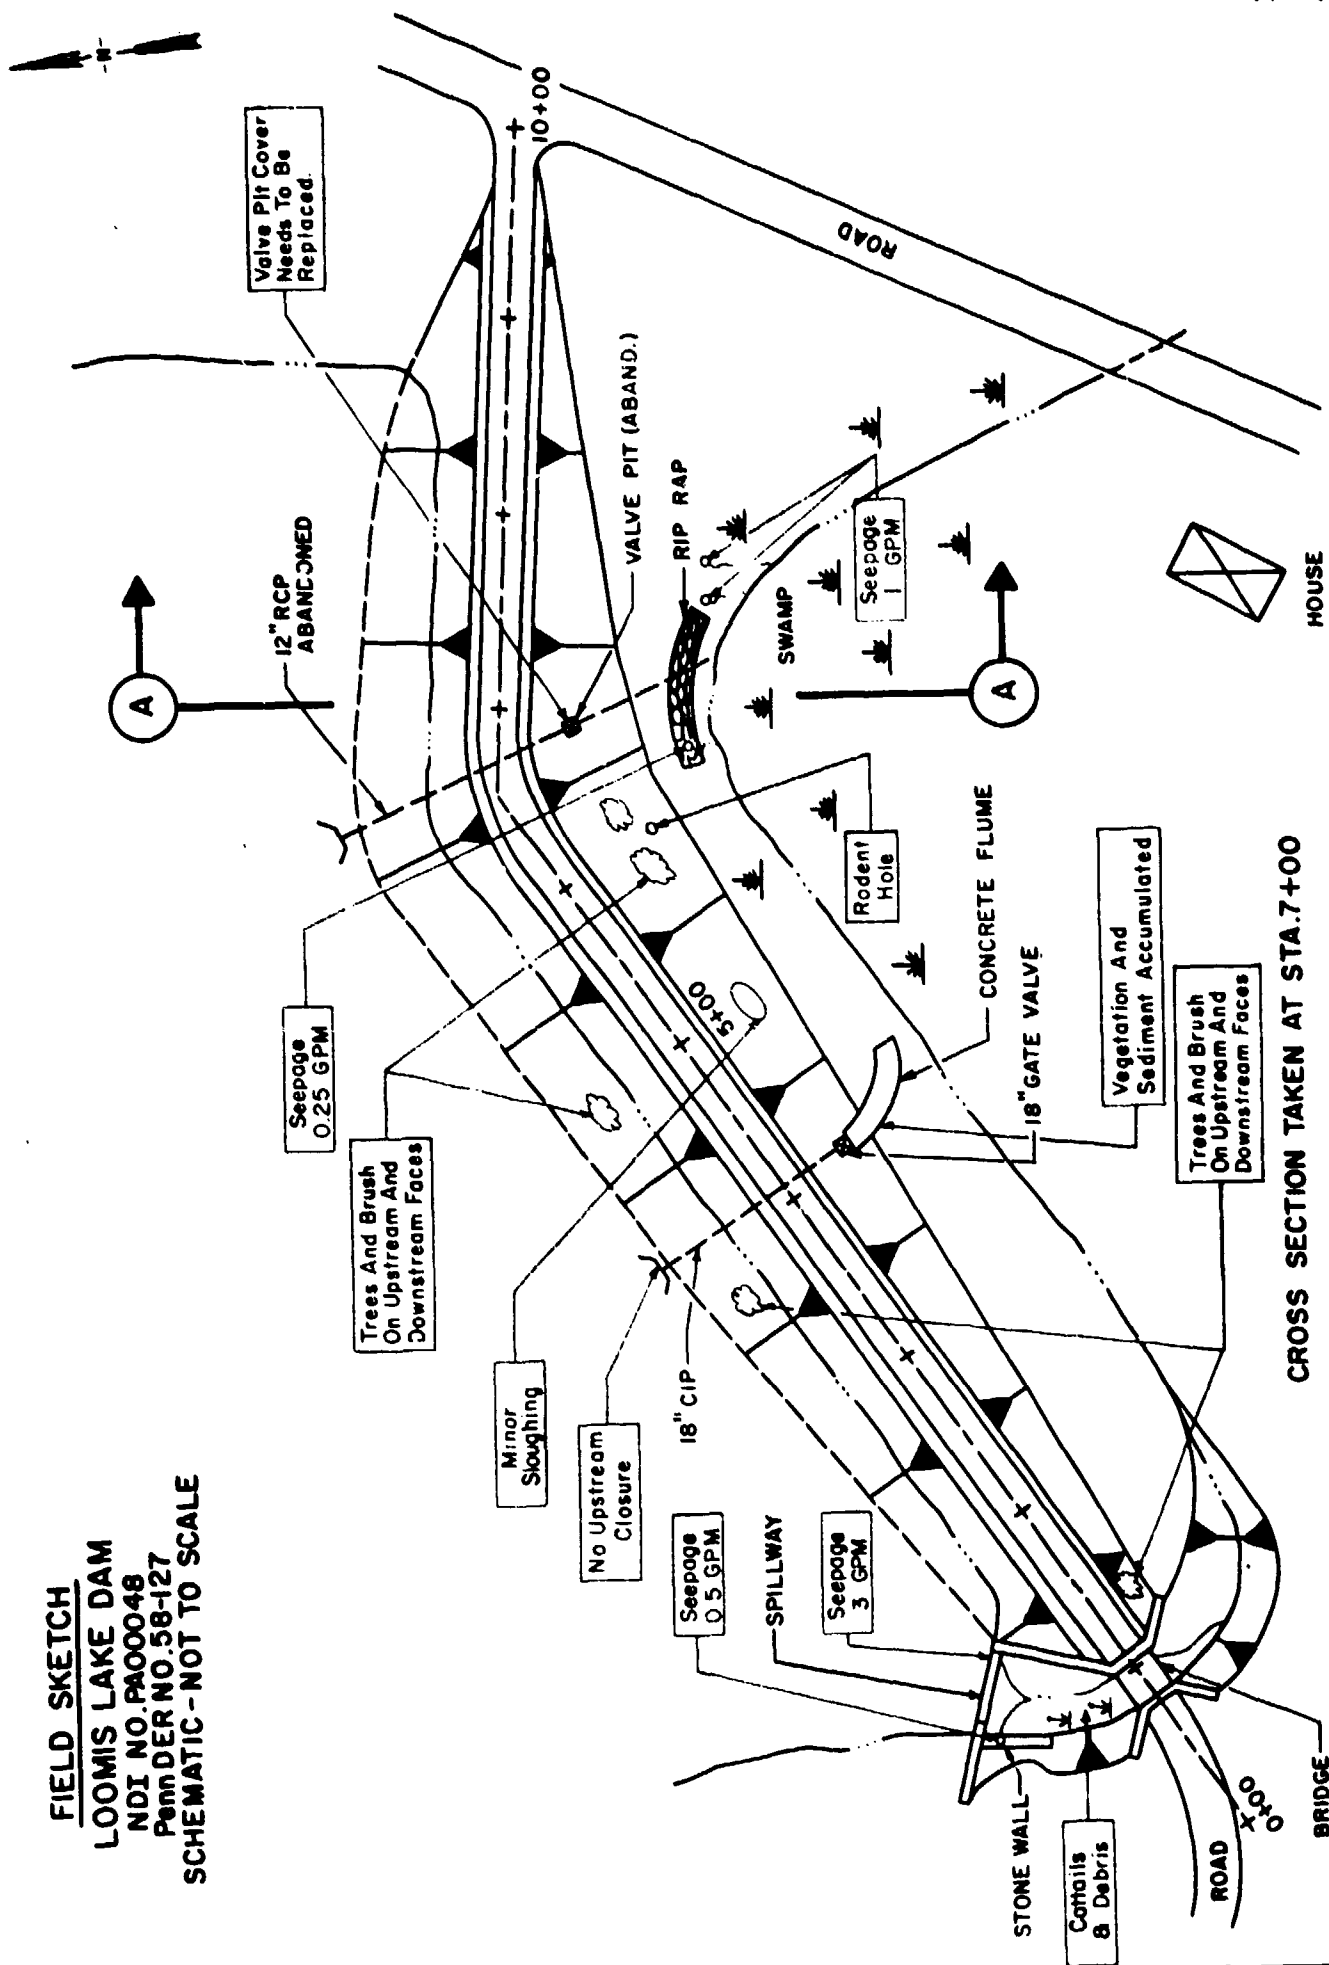 FIELD SKETCH
LOOMIS LAKE DAM
NDI NO. PA00048
Penn DER NO. 58-127
SCHEMATIC - NOT TO SCALE
N
Valve Pit Cover
Needs To Be
Replaced.
10+00
ROAD
12" RCP
ABANDONED
A
VALVE PIT (ABAND.)
RIP RAP
Seepage
1 GPM
SWAMP
A
HOUSE
Seepage
0.25 GPM
Trees And Brush
On Upstream And
Downstream Faces
Rodent
Hole
5+00
CONCRETE FLUME
18" GATE VALVE
Vegetation And
Sediment Accumulated
Trees And Brush
On Upstream And
Downstream Faces
Minor
Sloughing
No Upstream
Closure
18" CIP
Seepage
0.5 GPM
SPILLWAY
Seepage
3 GPM
STONE WALL
Cattails
& Debris
ROAD
0+00
BRIDGE
CROSS SECTION TAKEN AT STA. 7+00